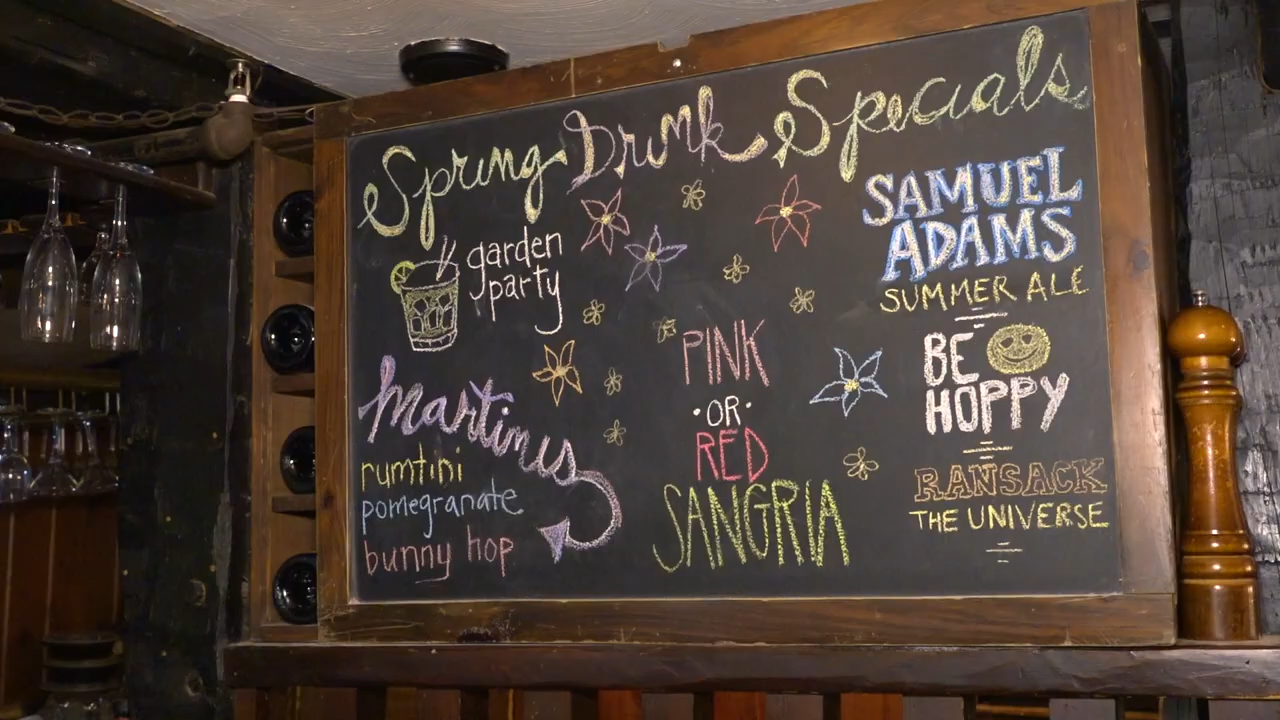 Spring Drink Specials
garden
party
Martinis
rumtini
pomegranate
bunny hop
PINK
·OR·
RED
SANGRIA
SAMUEL
ADAMS
SUMMER ALE
BE
HOPPY
RANSACK
THE UNIVERSE